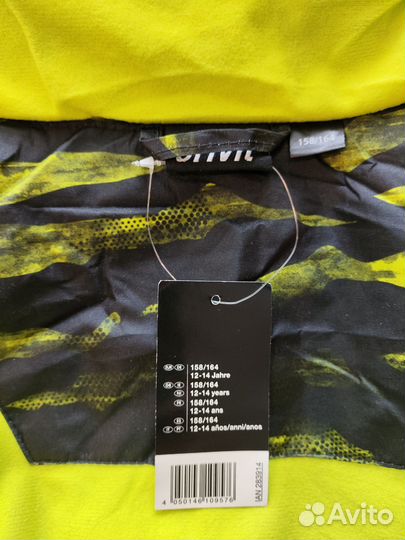 crivit
158/164
158/164
12-14 Jahre
158/164
12-14 years
158/164
12-14 ans
158/164
12-14 años/anni/anos
4 050146 109576
IAN 283914
Avito